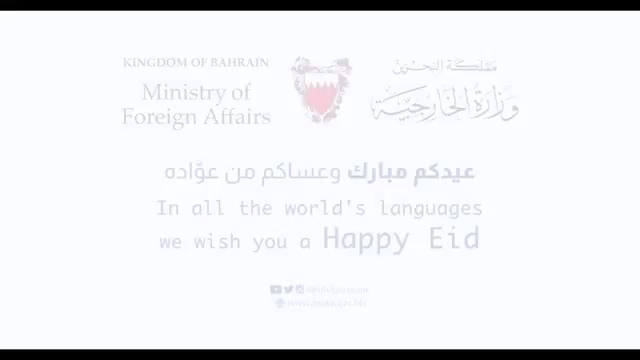 KINGDOM OF BAHRAIN
Ministry of
Foreign Affairs
مملكة البحرين
وزارة الخارجية
عيدكم مبارك وعساكم من عوّاده
In all the world's languages
we wish you a Happy Eid